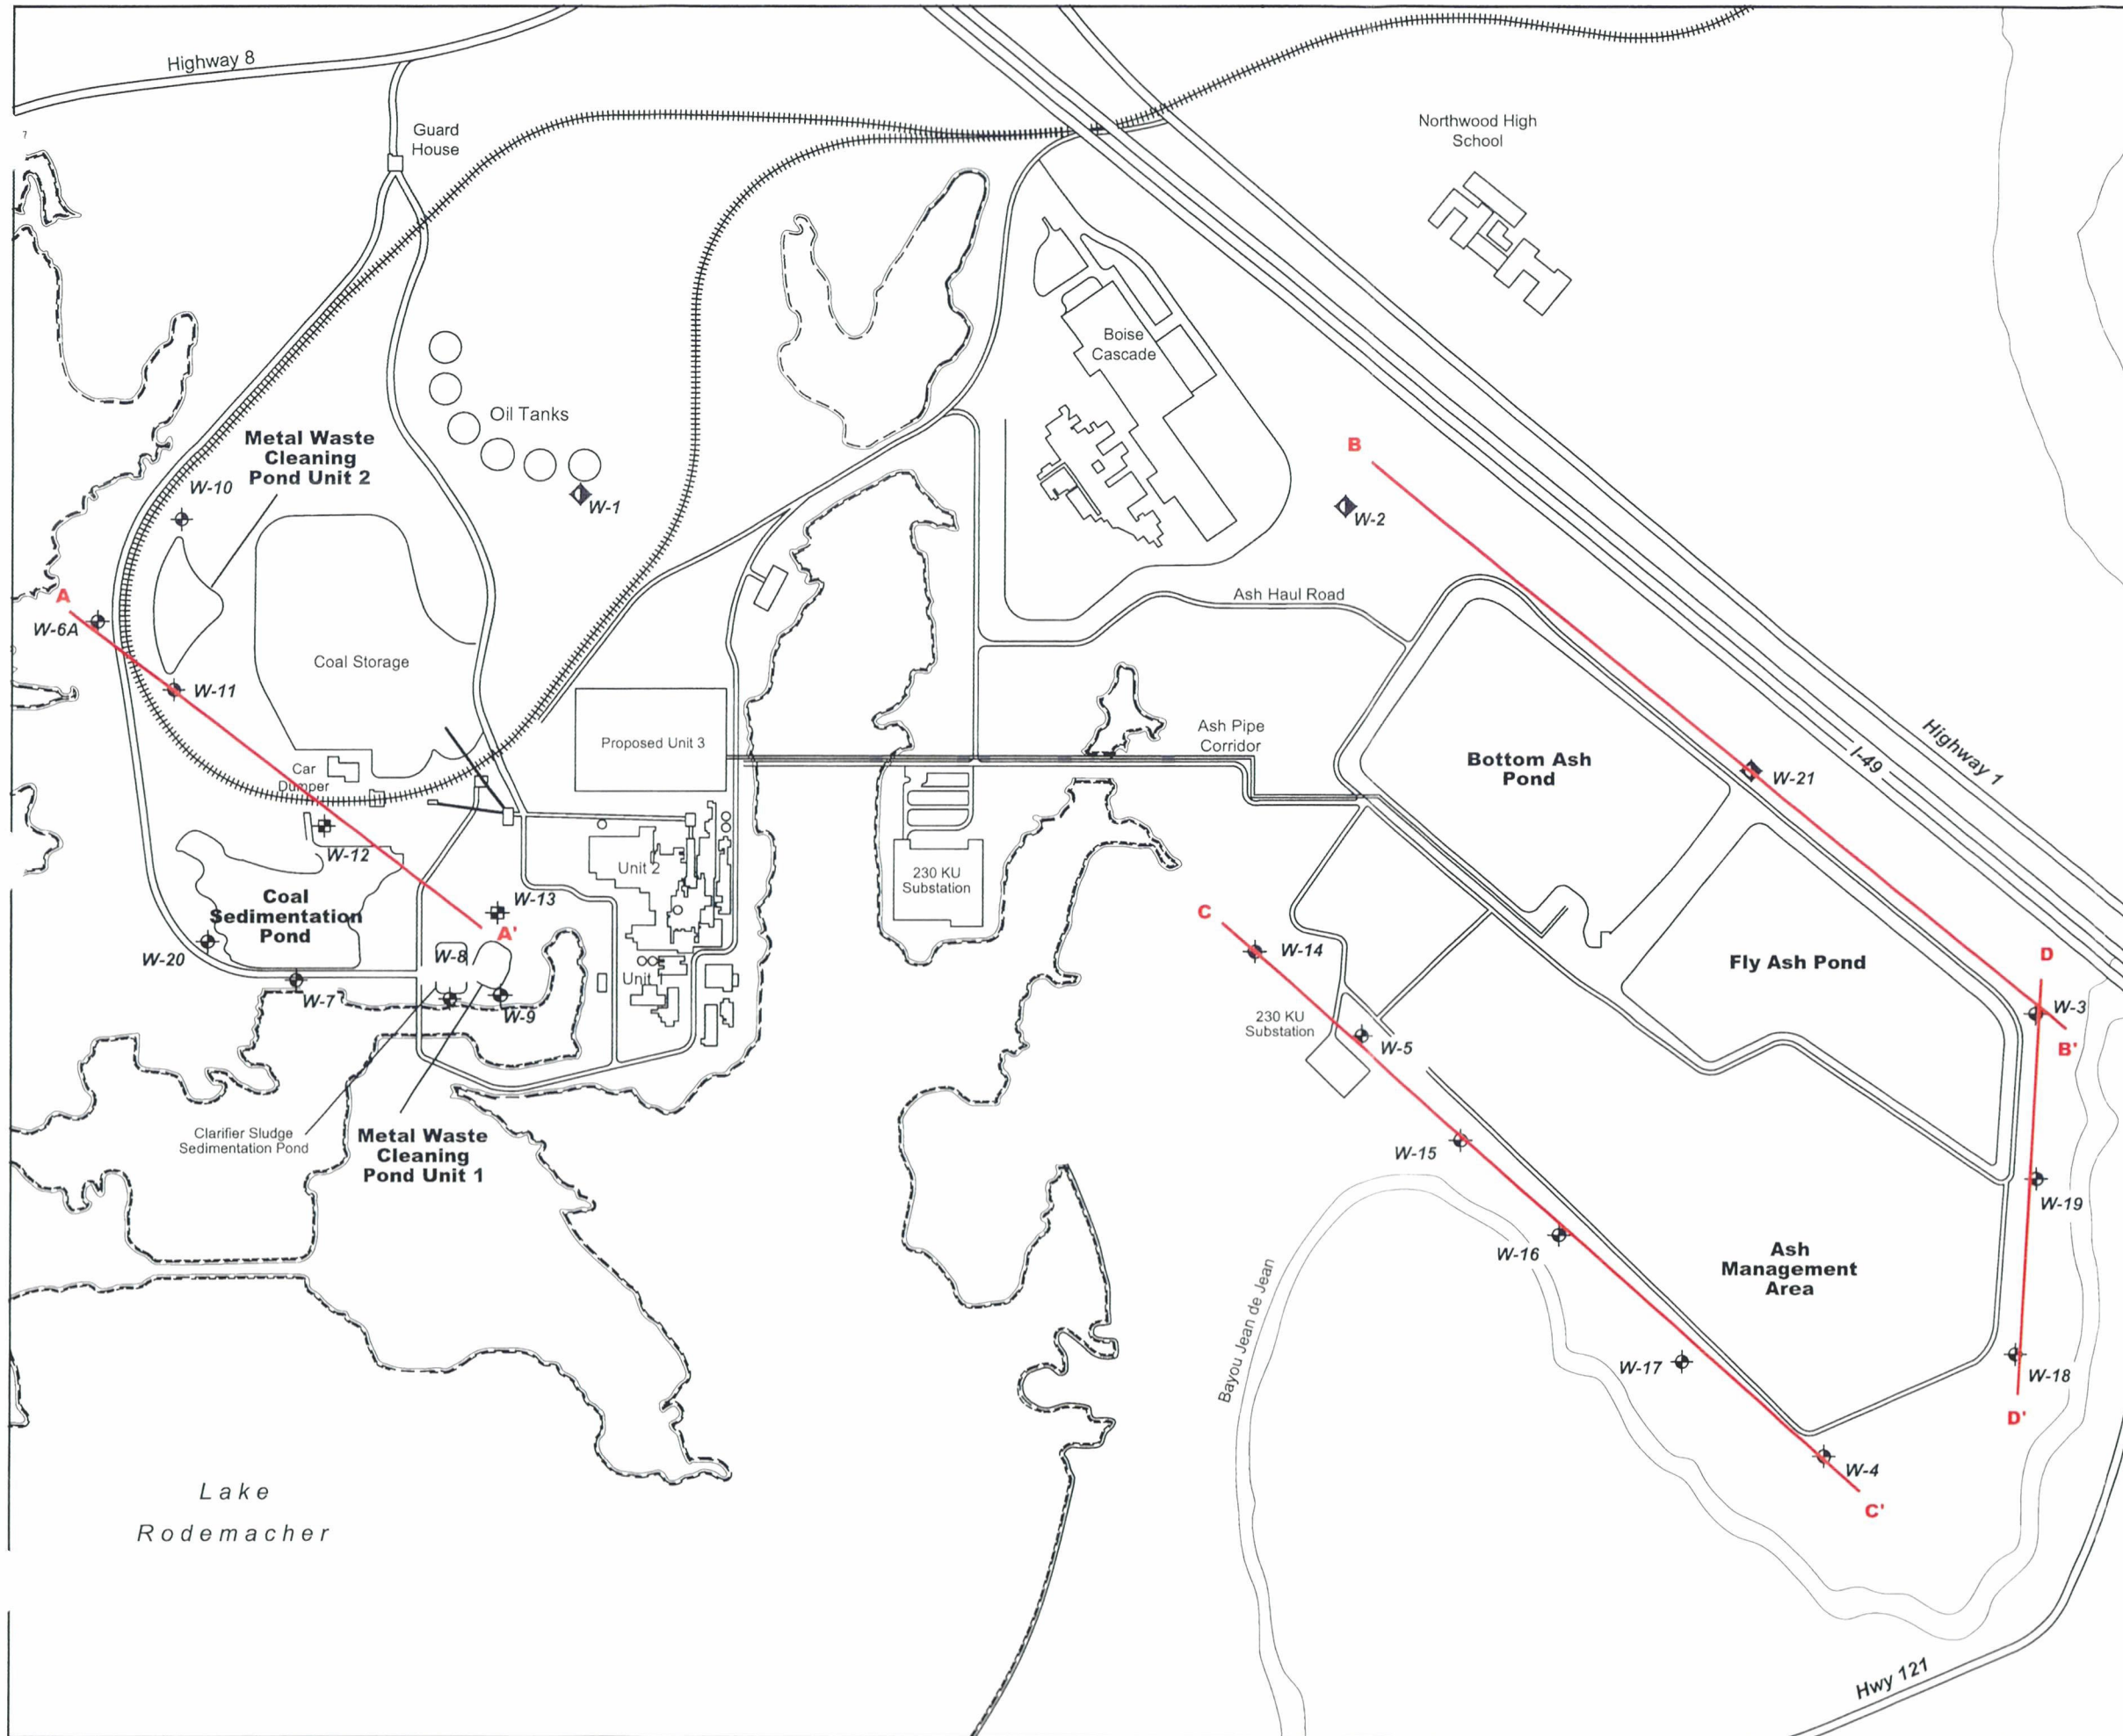 Highway 8
7
Guard
House
Northwood High
School
Boise
Cascade
Oil Tanks
Metal Waste
Cleaning
Pond Unit 2
W-10
W-1
B
W-2
A
W-6A
Ash Haul Road
Coal Storage
W-11
Proposed Unit 3
Ash Pipe
Corridor
Bottom Ash
Pond
Highway 1
I-49
W-21
Car
Dumper
W-12
Unit 2
230 KU
Substation
Coal
Sedimentation
Pond
W-13
A'
C
W-14
W-20
W-8
Fly Ash Pond
D
W-7
W-9
Unit
230 KU
Substation
W-3
W-5
B'
Clarifier Sludge
Sedimentation Pond
Metal Waste
Cleaning
Pond Unit 1
W-15
W-19
W-16
Ash
Management
Area
Bayou Jean de Jean
W-17
W-18
D'
W-4
C'
Lake
Rodemacher
Hwy 121